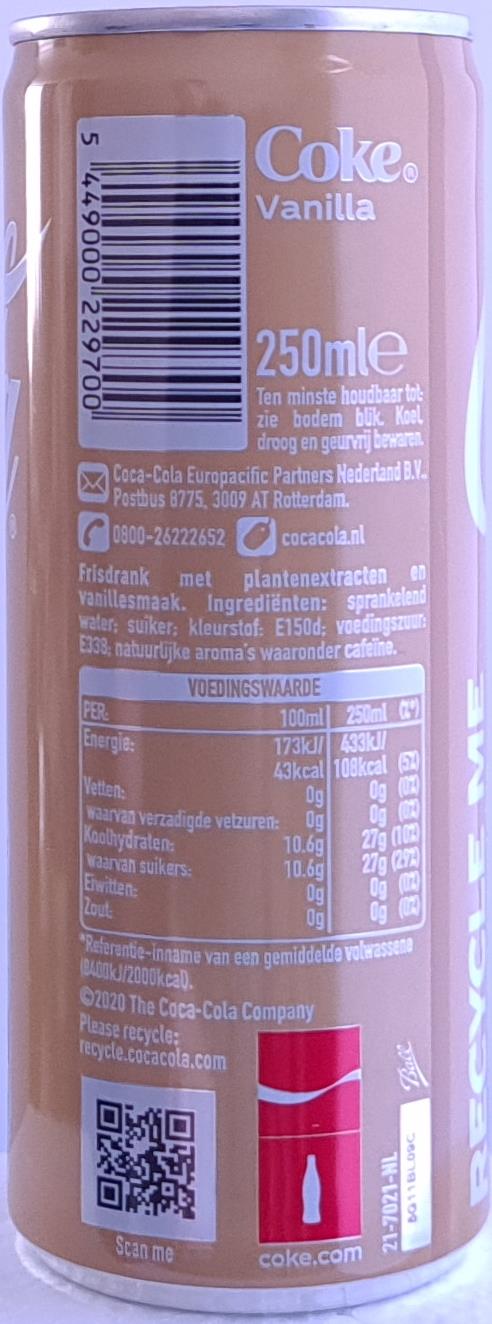 5 449000 229700
Coke®
Vanilla
250ml e
Ten minste houdbaar tot:
zie bodem blik. Koel,
droog en geurvrij bewaren.
Coca-Cola Europacific Partners Nederland B.V.,
Postbus 8775, 3009 AT Rotterdam.
0800-26222652 cocacola.nl
Frisdrank met plantenextracten en
vanillesmaak. Ingrediënten: sprankelend
water; suiker; kleurstof: E150d; voedingszuur:
E338; natuurlijke aroma's waaronder cafeïne.
VOEDINGSWAARDE
PER: 100ml 250ml (%*)
Energie: 173kJ/ 433kJ/
43kcal 108kcal (5%)
Vetten: 0g 0g (0%)
waarvan verzadigde vetzuren: 0g 0g (0%)
Koolhydraten: 10.6g 27g (10%)
waarvan suikers: 10.6g 27g (29%)
Eiwitten: 0g 0g (0%)
Zout: 0g 0g (0%)
*Referentie-inname van een gemiddelde volwassene
(8400kJ/2000kcal).
©2020 The Coca-Cola Company
Please recycle:
recycle.cocacola.com
Scan me
coke.com
21-7021-NL
Ball
RECYCLE ME